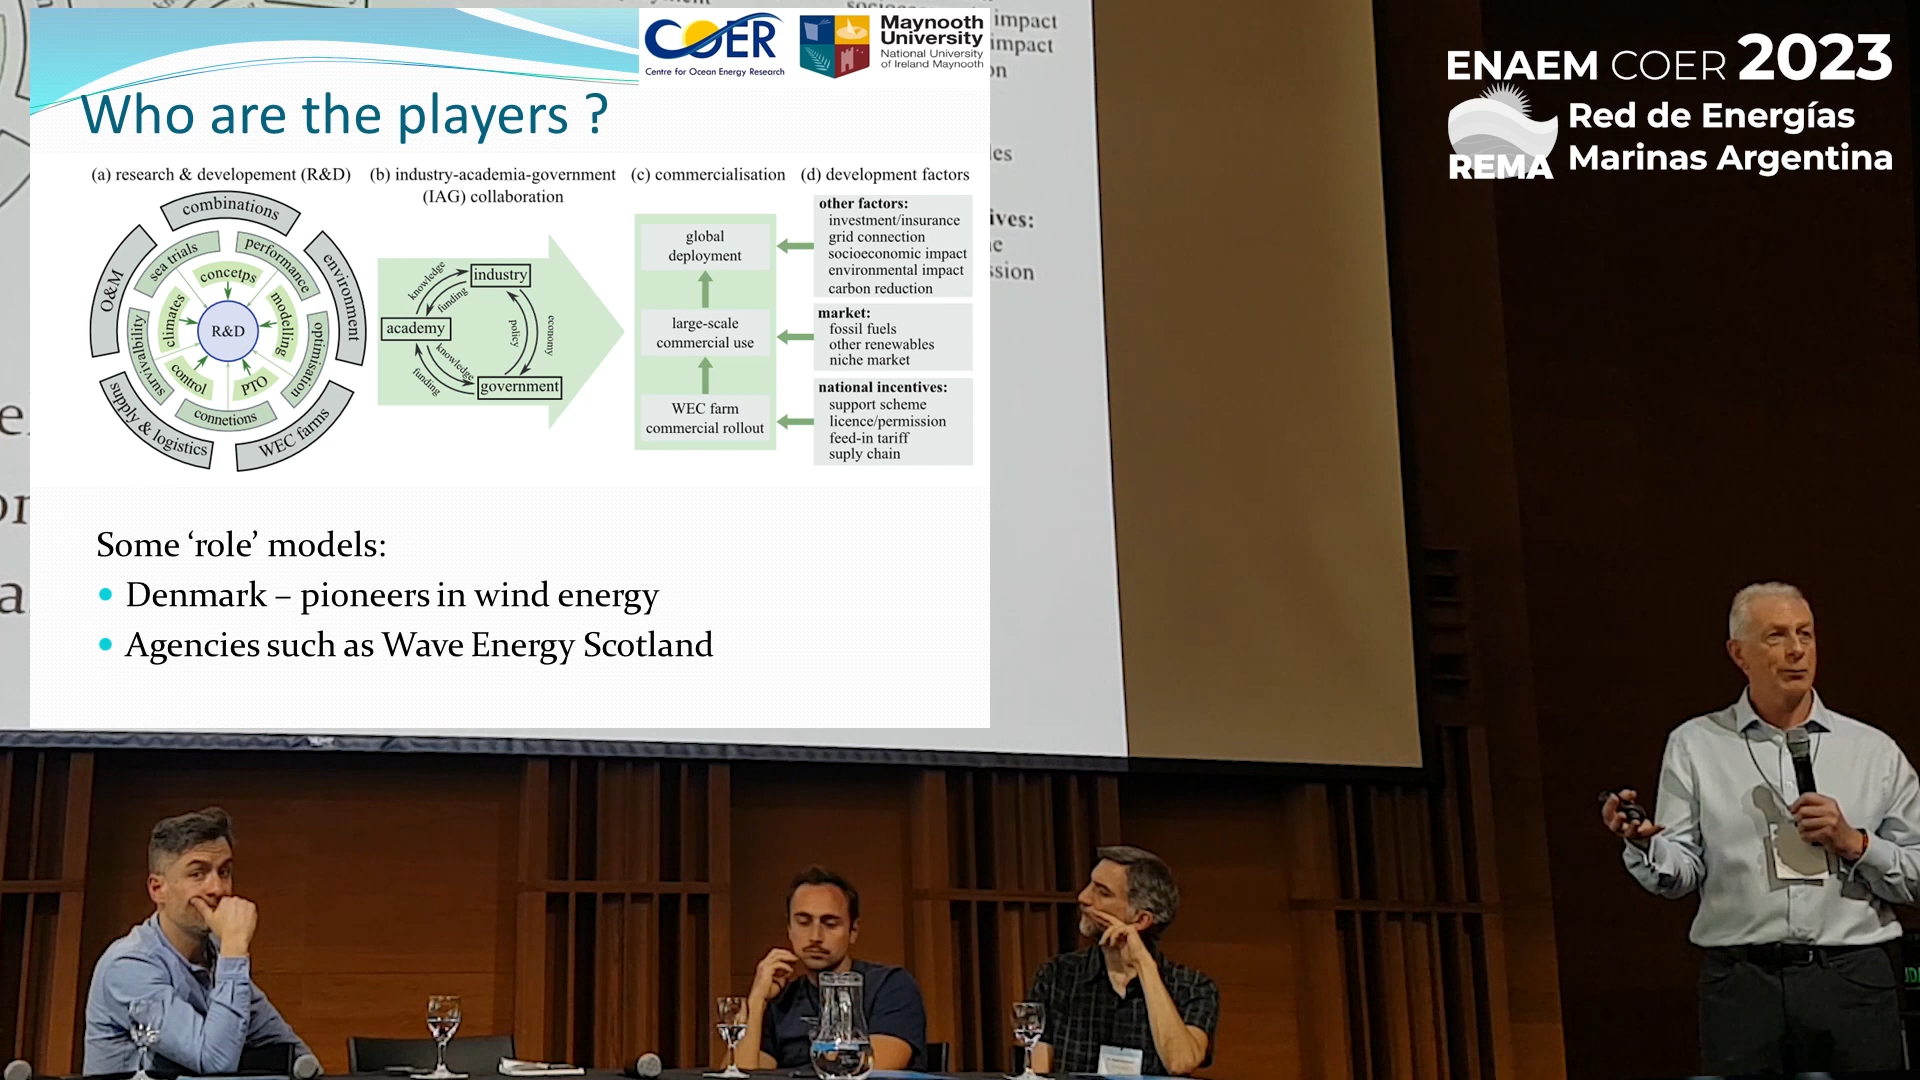 COER
Centre for Ocean Energy Research
Maynooth
University
National University
of Ireland Maynooth
ENAEM COER 2023
REMA
Red de Energías
Marinas Argentina
Who are the players ?
(a) research & developement (R&D)
combinations
environment
WEC farms
supply & logistics
O&M
sea trials
performance
optimisation
connetions
survivalbility
concetps
modelling
PTO
control
climates
R&D
(b) industry-academia-government
(IAG) collaboration
industry
academy
government
knowledge
funding
knowledge
funding
policy
economy
(c) commercialisation
global
deployment
large-scale
commercial use
WEC farm
commercial rollout
(d) development factors
other factors:
investment/insurance
grid connection
socioeconomic impact
environmental impact
carbon reduction
market:
fossil fuels
other renewables
niche market
national incentives:
support scheme
licence/permission
feed-in tariff
suply chain
Some ‘role’ models:
• Denmark – pioneers in wind energy
• Agencies such as Wave Energy Scotland
impact
impact